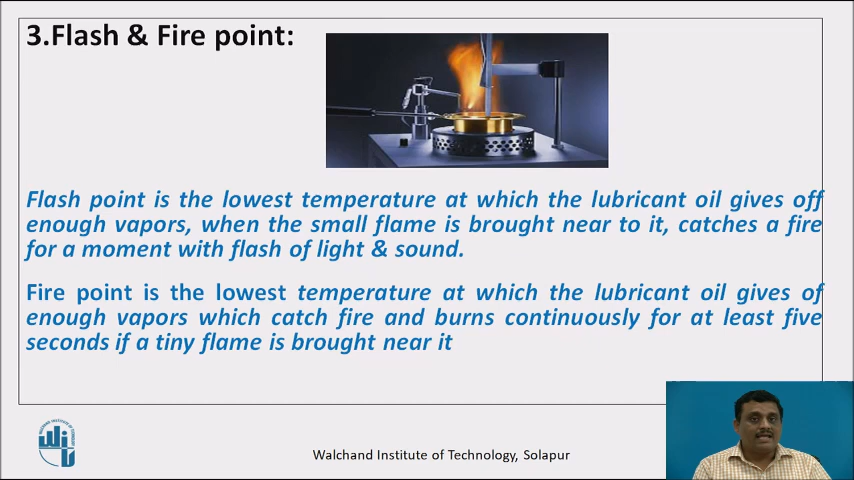 3.Flash & Fire point:
Flash point is the lowest temperature at which the lubricant oil gives off
enough vapors, when the small flame is brought near to it, catches a fire
for a moment with flash of light & sound.
Fire point is the lowest temperature at which the lubricant oil gives of
enough vapors which catch fire and burns continuously for at least five
seconds if a tiny flame is brought near it
Walchand Institute of Technology, Solapur